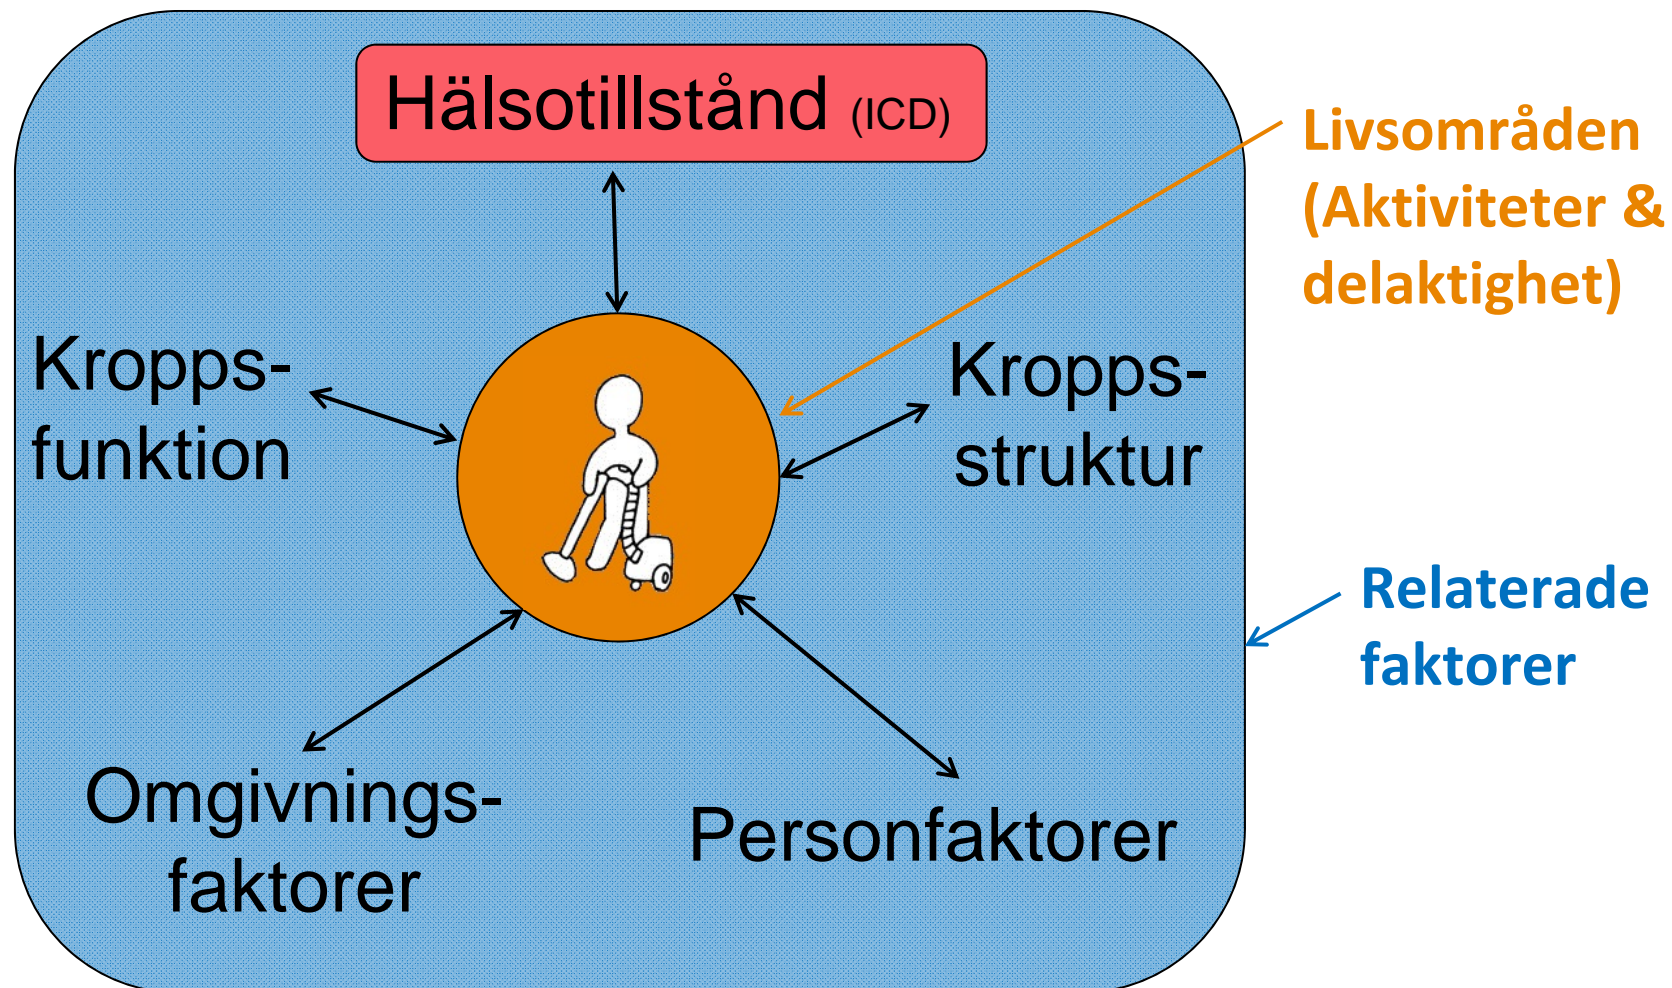 Hälsotillstånd (ICD)
Livsområden
(Aktiviteter &
delaktighet)
Kropps-
funktion
Kropps-
struktur
Relaterade
faktorer
Omgivnings-
faktorer
Personfaktorer